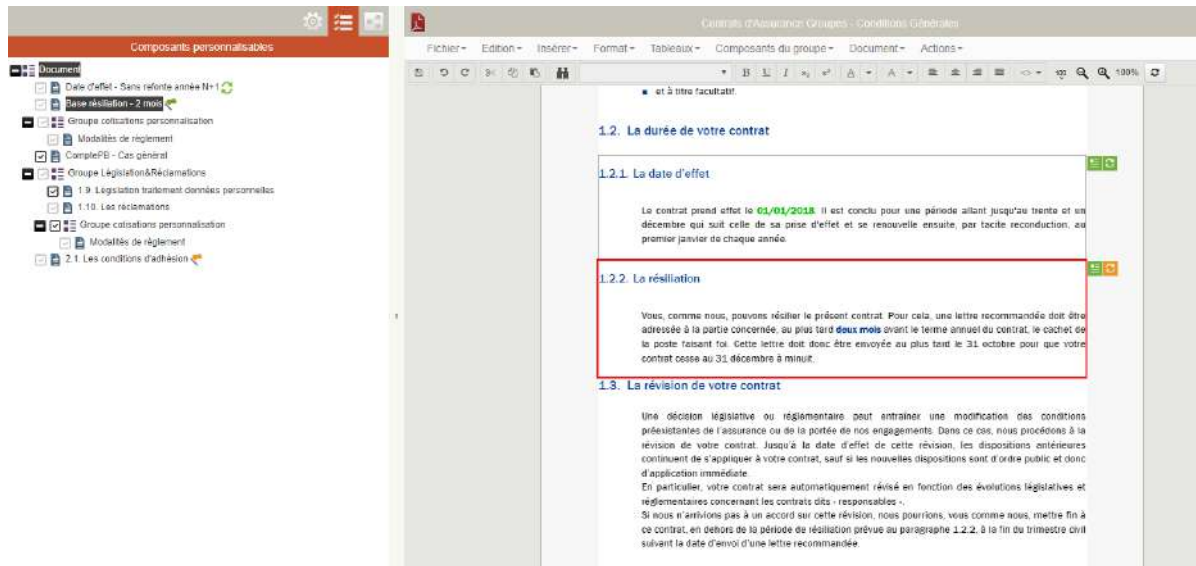 Composants personnalisables
Document
Date d'effet - Sans refonte année N+1
Base résiliation - 2 mois
Groupe cotisations personnalisation
Modalités de règlement
ComplePB - Cas général
Groupe Législation&Réclamations
1.9. Législation traitement données personnelles
1.10. Les réclamations
Groupe cotisations personnalisation
Modalités de règlement
2.1. Les conditions d'adhésion
Contrats d'Assurance Groupes - Conditions Générales
Fichier Edition Insérer Format Tableaux Composants du groupe Document Actions
B U I A A 100%
et à titre facultatif.
1.2. La durée de votre contrat
1.2.1. La date d'effet
Le contrat prend effet le 01/01/2018. Il est conclu pour une période allant jusqu'au trente et un
décembre qui suit celle de sa prise d'effet et se renouvelle ensuite, par tacite reconduction, au
premier janvier de chaque année.
1.2.2. La résiliation
Vous, comme nous, pouvons résilier le présent contrat. Pour cela, une lettre recommandée doit être
adressée à la partie concernée, au plus tard deux mois avant le terme annuel du contrat, le cachet de
la poste faisant foi. Cette lettre doit donc être envoyée au plus tard le 31 octobre pour que votre
contrat cesse au 31 décembre à minuit.
1.3. La révision de votre contrat
Une décision législative ou réglementaire peut entraîner une modification des conditions
préexistantes de l'assurance ou de la portée de nos engagements. Dans ce cas, nous procédons à la
révision de votre contrat. Jusqu'à la date d'effet de cette révision, les dispositions antérieures
continuent de s'appliquer à votre contrat, sauf si les nouvelles dispositions sont d'ordre public et donc
d'application immédiate.
En particulier, votre contrat sera automatiquement révisé en fonction des évolutions législatives et
réglementaires concernant les contrats dits « responsables ».
Si nous n'arrivions pas à un accord sur cette révision, nous pourrions, vous comme nous, mettre fin à
ce contrat, en dehors de la période de résiliation prévue au paragraphe 1.2.2, à la fin du trimestre civil
suivant la date d'envoi d'une lettre recommandée.